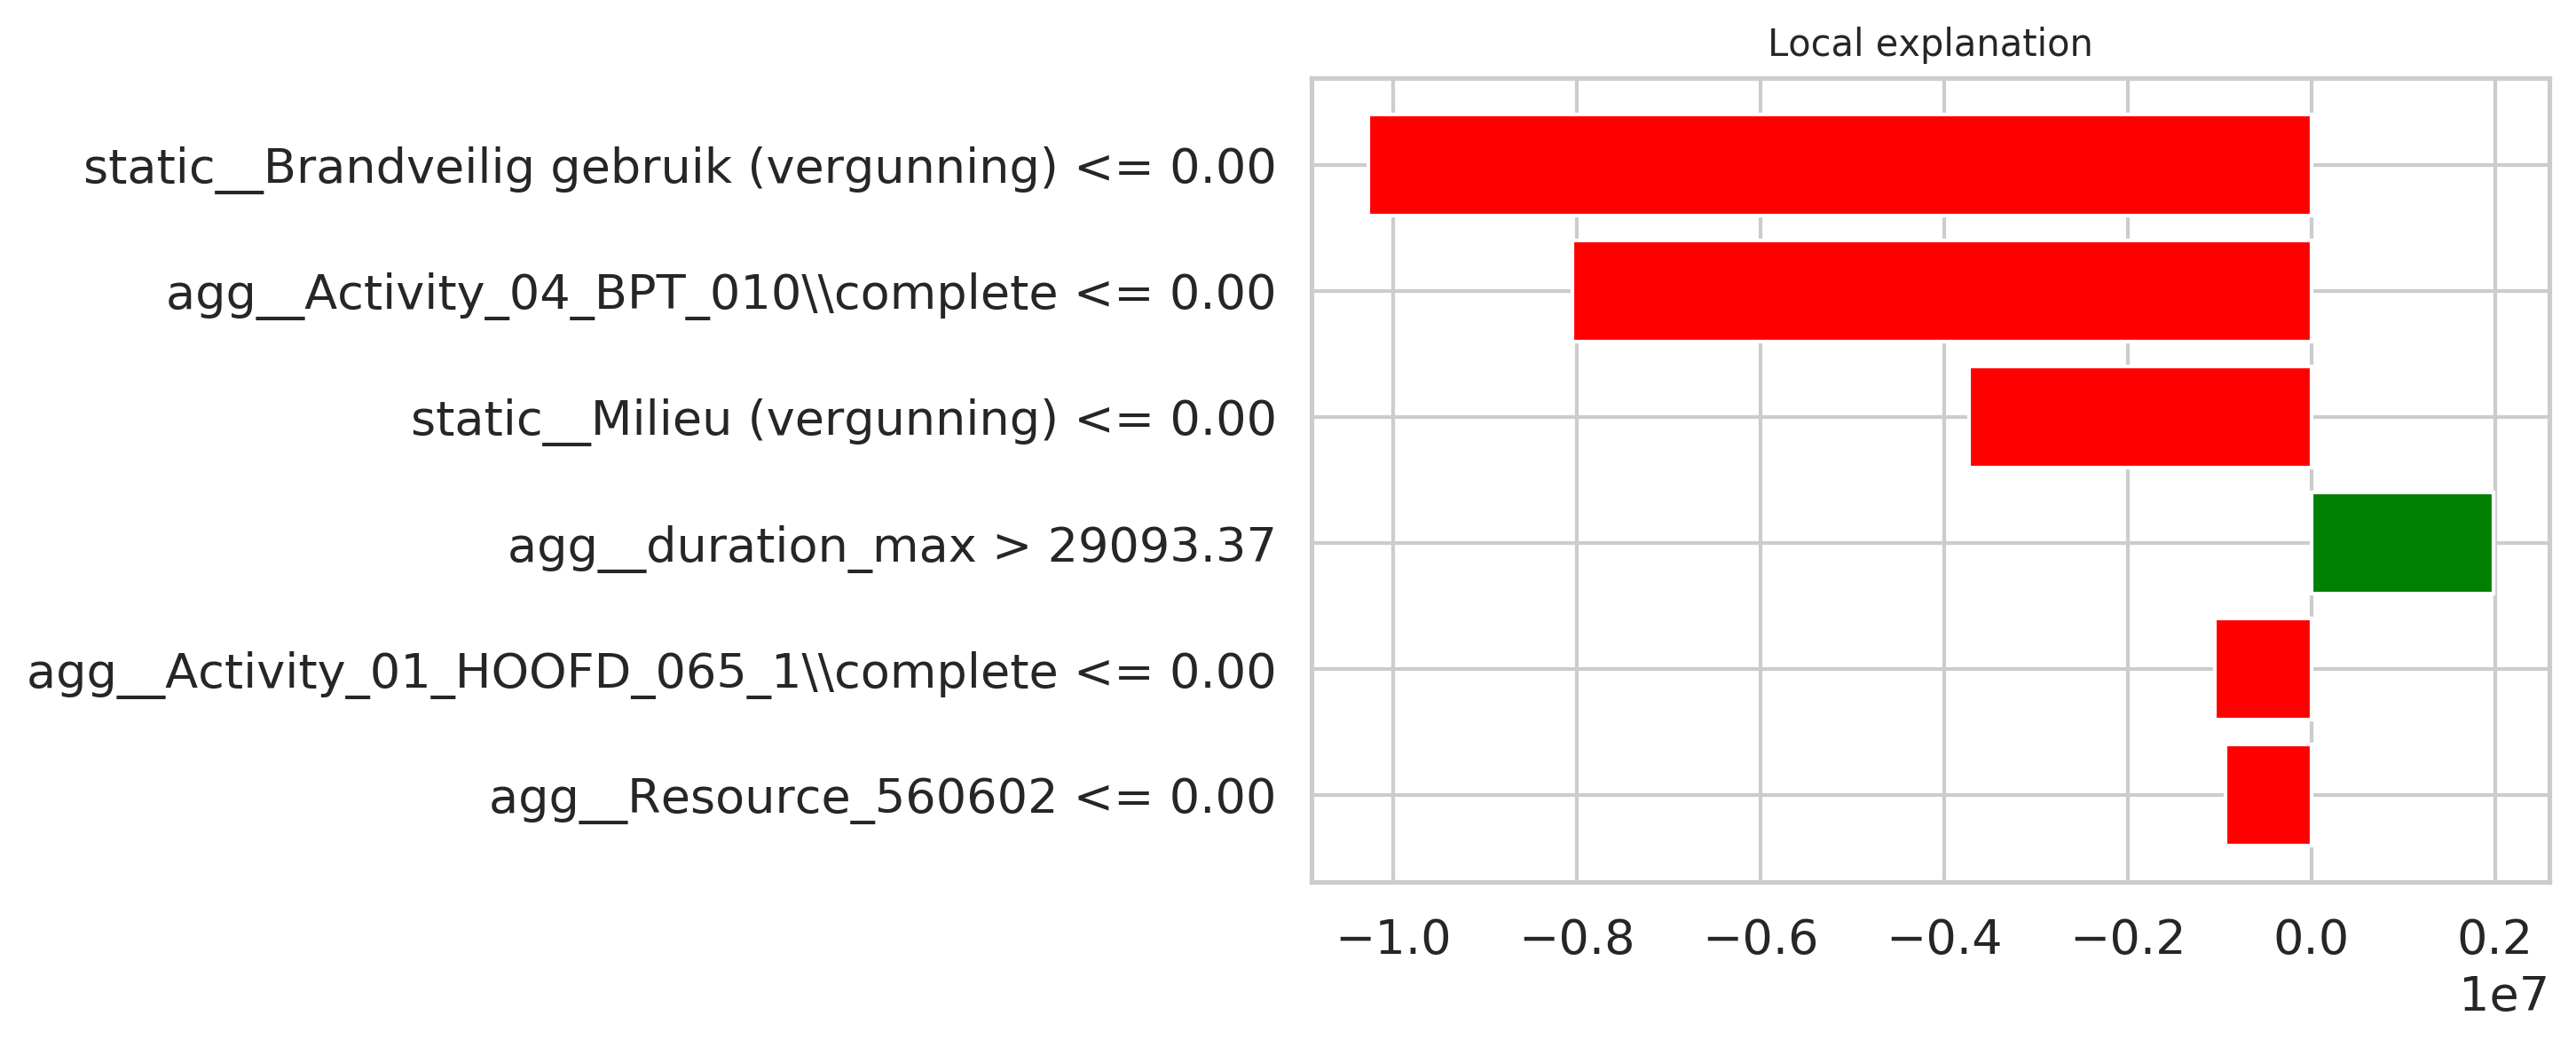 Local explanation
static__Brandveilig gebruik (vergunning) <= 0.00
agg__Activity_04_BPT_010\\complete <= 0.00
static__Milieu (vergunning) <= 0.00
agg__duration_max > 29093.37
agg__Activity_01_HOOFD_065_1\\complete <= 0.00
agg__Resource_560602 <= 0.00
−1.0 −0.8 −0.6 −0.4 −0.2 0.0 0.2
1e7